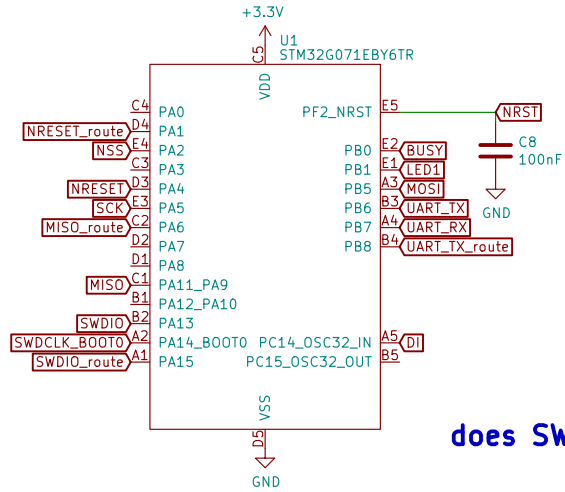 +3.3V
U1
STM32G071EBY6TR
C5
VDD
C4 PA0 PF2_NRST E5 NRST
NRESET_route D4 PA1
NSS E4 PA2 PB0 E2 BUSY
C3 PA3 PB1 E1 LED1
NRESET D3 PA4 PB5 A3 MOSI
SCK E3 PA5 PB6 B3 UART_TX
MISO_route C2 PA6 PB7 A4 UART_RX
D2 PA7 PB8 B4 UART_TX_route
D1 PA8
MISO C1 PA11_PA9
B1 PA12_PA10
SWDIO B2 PA13
SWDCLK_BOOT0 A2 PA14_BOOT0 PC14_OSC32_IN A5 DI
SWDIO_route A1 PA15 PC15_OSC32_OUT B5
C8
100nF
GND
VSS
D5
GND
does SW